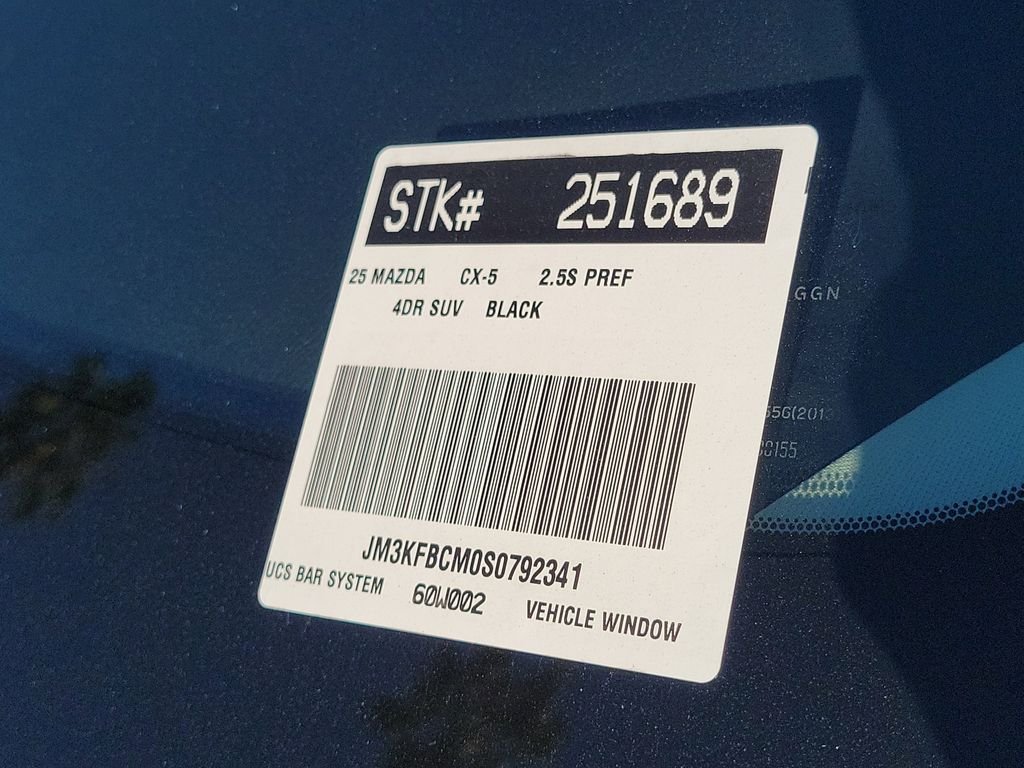 STK# 251689
25 MAZDA CX-5 2.5S PREF
4DR SUV BLACK
GGN
JM3KFBCM0S0792341
UCS BAR SYSTEM 60W002 VEHICLE WINDOW